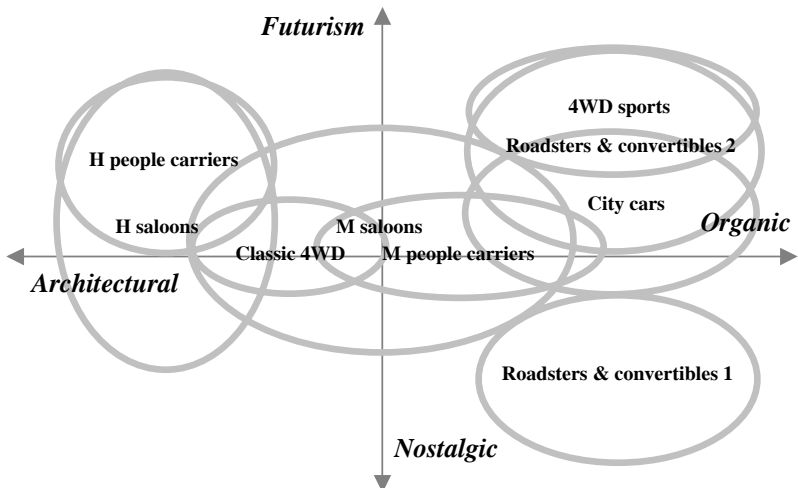 Futurism
4WD sports
Roadsters & convertibles 2
H people carriers
City cars
Organic
H saloons
M saloons
Classic 4WD
M people carriers
Architectural
Roadsters & convertibles 1
Nostalgic